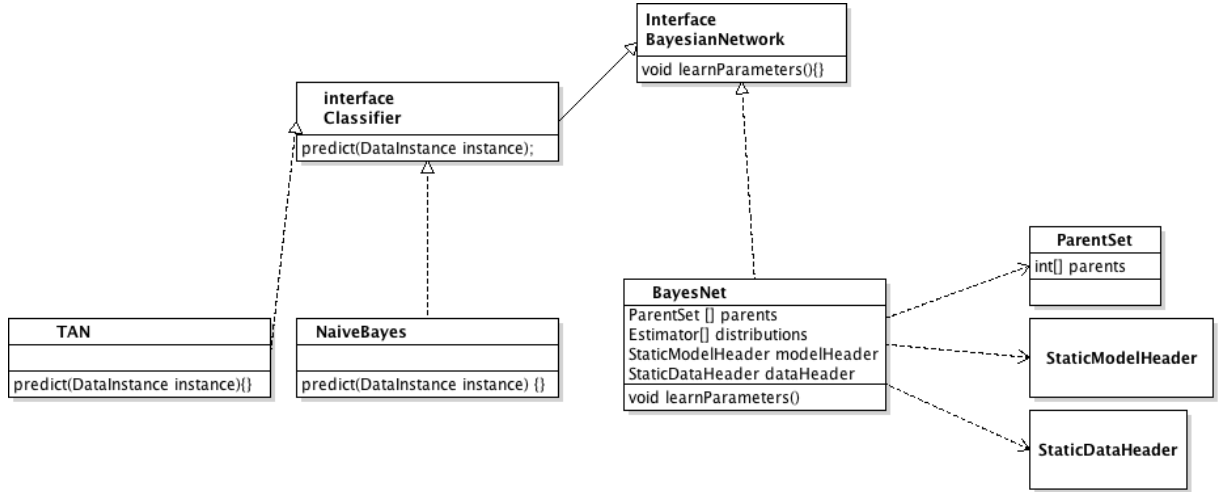 Interface
BayesianNetwork
void learnParameters(){}
interface
Classifier
predict(DataInstance instance);
TAN
predict(DataInstance instance){}
NaiveBayes
predict(DataInstance instance) {}
BayesNet
ParentSet [] parents
Estimator[] distributions
StaticModelHeader modelHeader
StaticDataHeader dataHeader
void learnParameters()
ParentSet
int[] parents
StaticModelHeader
StaticDataHeader